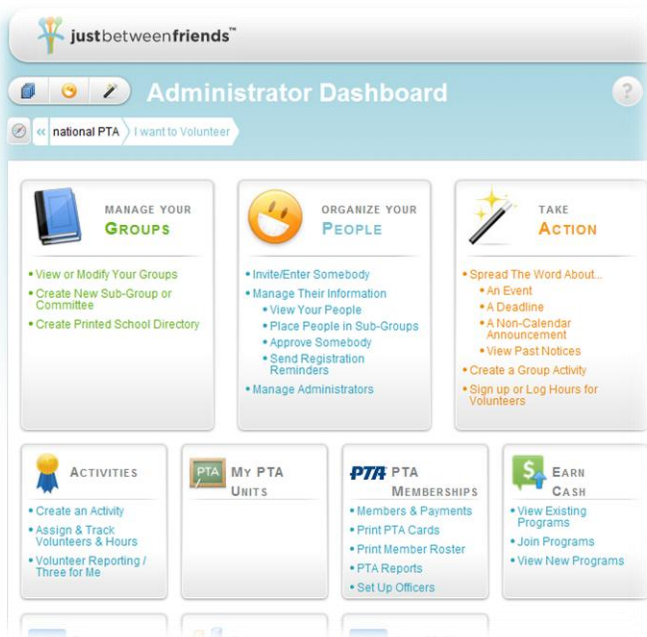 justbetweenfriends™
Administrator Dashboard
?
« national PTA I want to Volunteer
MANAGE YOUR
GROUPS
• View or Modify Your Groups
• Create New Sub-Group or
Committee
• Create Printed School Directory
ORGANIZE YOUR
PEOPLE
• Invite/Enter Somebody
• Manage Their Information
• View Your People
• Place People in Sub-Groups
• Approve Somebody
• Send Registration
Reminders
• Manage Administrators
TAKE
ACTION
• Spread The Word About...
• An Event
• A Deadline
• A Non-Calendar
Announcement
• View Past Notices
• Create a Group Activity
• Sign up or Log Hours for
Volunteers
ACTIVITIES
• Create an Activity
• Assign & Track
Volunteers & Hours
• Volunteer Reporting /
Three for Me
PTA
MY PTA
UNITS
PTA PTA
MEMBERSHIPS
• Members & Payments
• Print PTA Cards
• Print Member Roster
• PTA Reports
• Set Up Officers
$
EARN
CASH
• View Existing
Programs
• Join Programs
• View New Programs